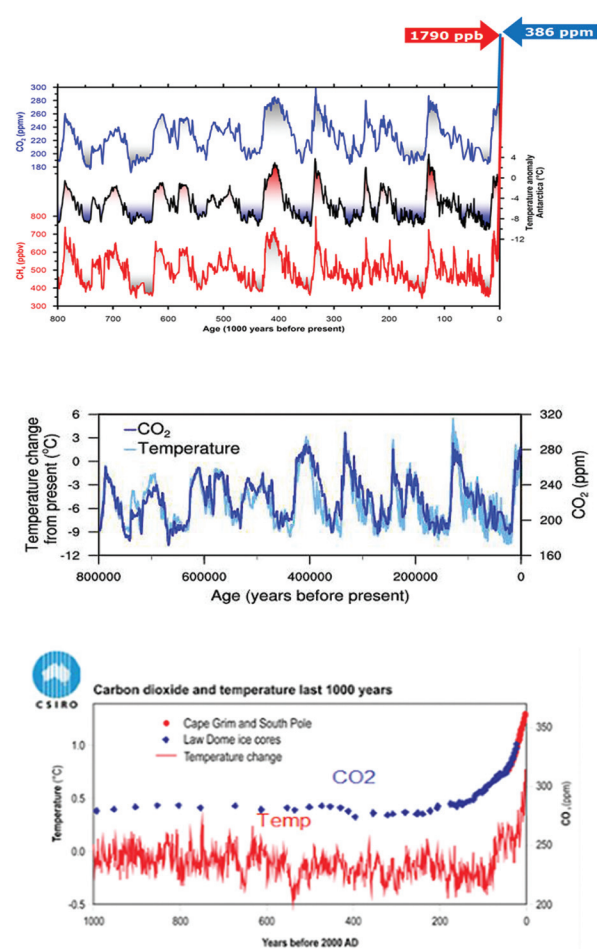 1790 ppb
386 ppm
300
280
260
240
220
200
180
CO₂ (ppmv)
4
0
-4
-8
-12
Temperature anomaly
Antarctica (°C)
800
700
600
500
400
300
CH₄ (ppbv)
800 700 600 500 400 300 200 100 0
Age (1000 years before present)
6
3
0
-3
-6
-9
-12
Temperature change
from present (°C)
CO₂
Temperature
320
280
240
200
160
CO₂ (ppm)
800000 600000 400000 200000 0
Age (years before present)
CSIRO
Carbon dioxide and temperature last 1000 years
Cape Grim and South Pole
Law Dome ice cores
Temperature change
CO2
Temp
1.0
0.5
0.0
-0.5
Temperature (°C)
350
300
250
200
CO₂ (ppm)
1000 800 600 400 200 0
Years before 2000 AD